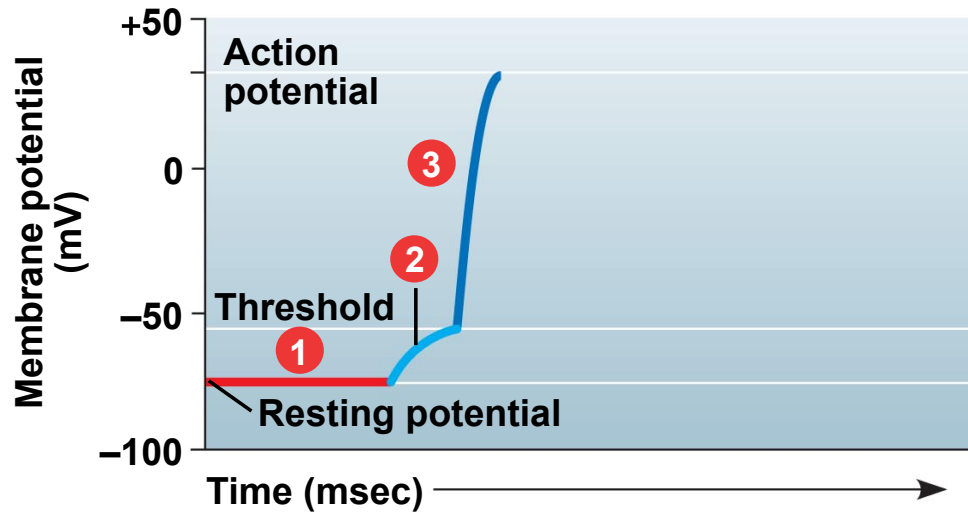 Membrane potential
(mV)
+50
0
−50
−100
Action
potential
3
2
Threshold
1
Resting potential
Time (msec)